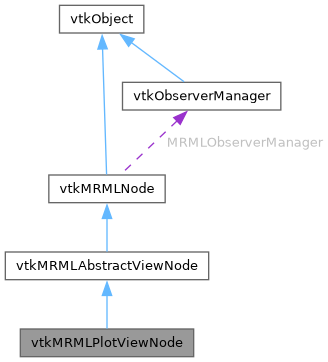 vtkObject
vtkObserverManager
MRMLObserverManager
vtkMRMLNode
vtkMRMLAbstractViewNode
vtkMRMLPlotViewNode